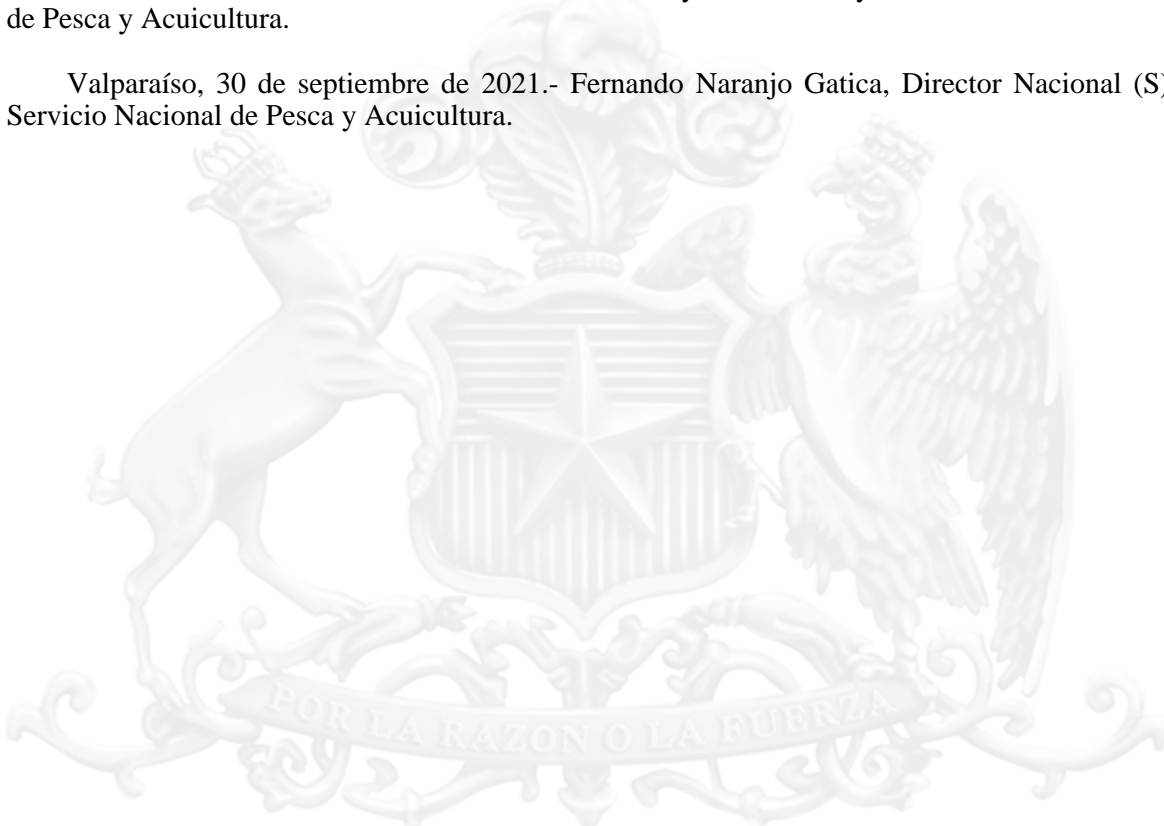 de Pesca y Acuicultura.
Valparaíso, 30 de septiembre de 2021.- Fernando Naranjo Gatica, Director Nacional (S)
Servicio Nacional de Pesca y Acuicultura.
POR LA RAZON O LA FUERZA